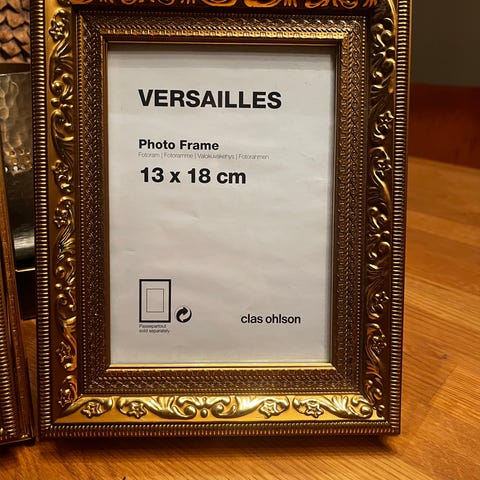 VERSAILLES
Photo Frame
Fotoram | Fotoramme | Valokuvakehys | Fotorahmen
13 x 18 cm
Passepartout
sold separately
clas ohlson